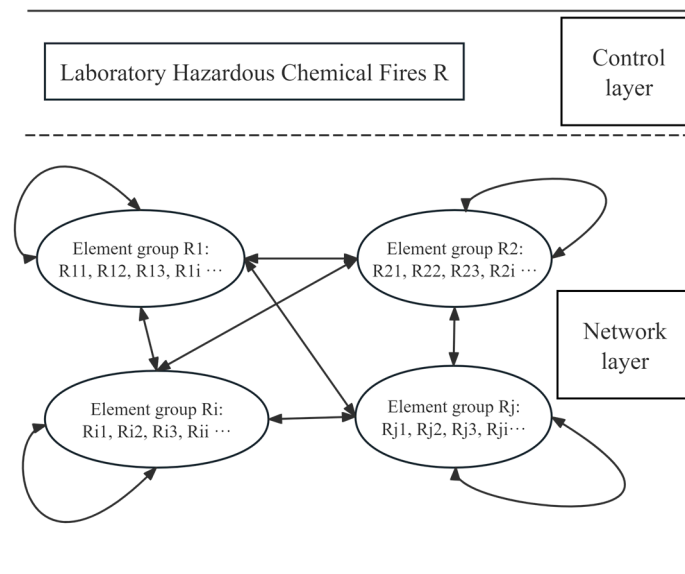 Laboratory Hazardous Chemical Fires R
Control
layer
Element group R1:
R11, R12, R13, R1i ⋯
Element group R2:
R21, R22, R23, R2i ⋯
Network
layer
Element group Ri:
Ri1, Ri2, Ri3, Rii ⋯
Element group Rj:
Rj1, Rj2, Rj3, Rji⋯